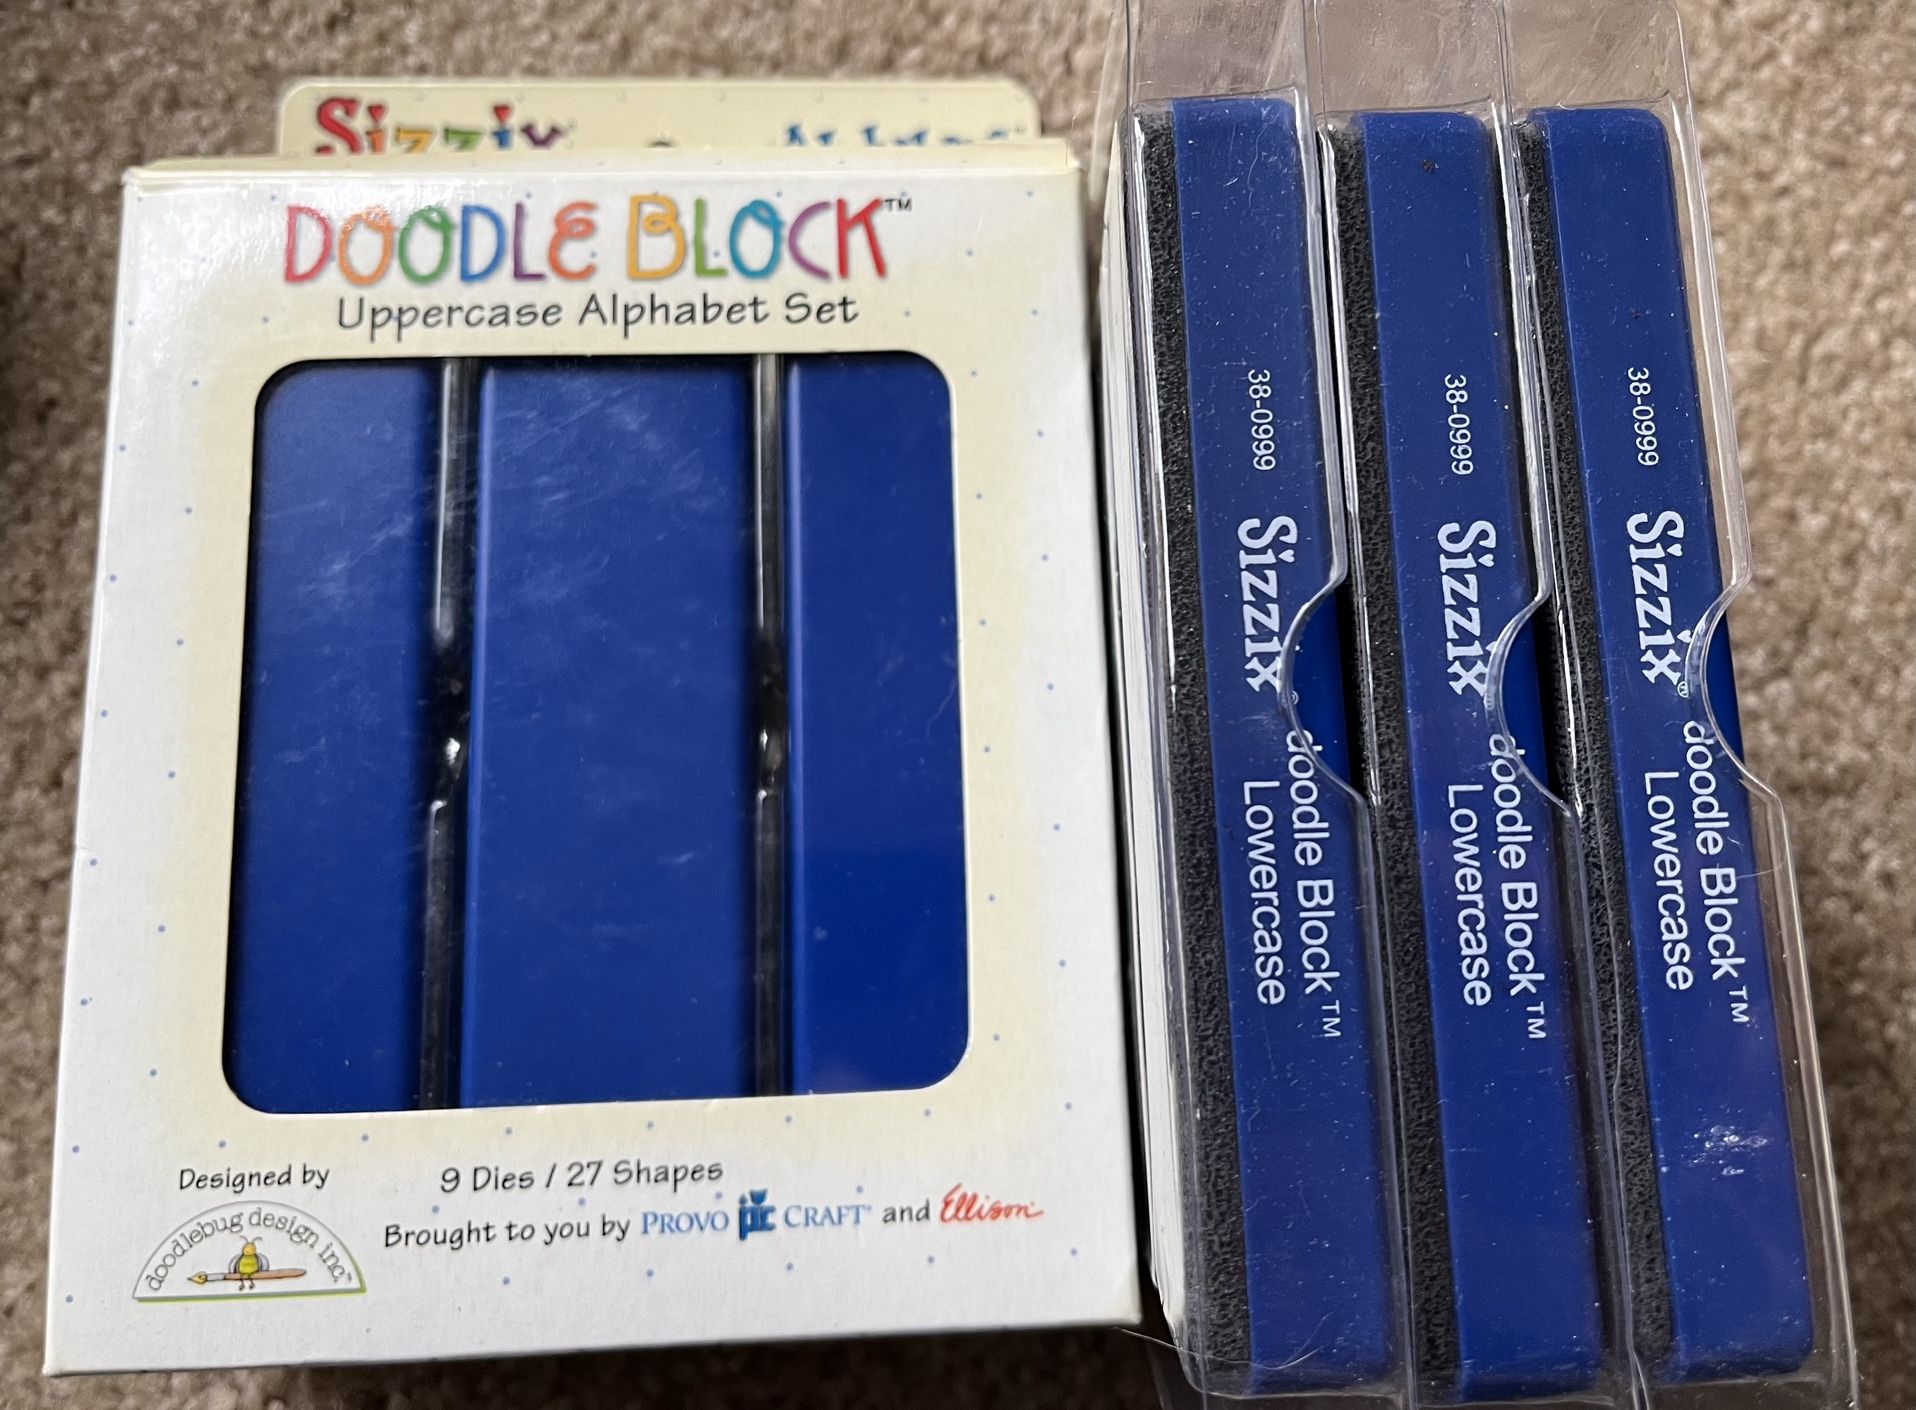 Sizzix
DOODLE BLOCK™
Uppercase Alphabet Set
Designed by
doodlebug design inc.™
9 Dies / 27 Shapes
Brought to you by PROVO pc CRAFT® and Ellison®
38-0999 Sizzix® doodle Block™
Lowercase
38-0999 Sizzix doodle Block™
Lowercase
38-0999 Sizzix® doodle Block™
Lowercase